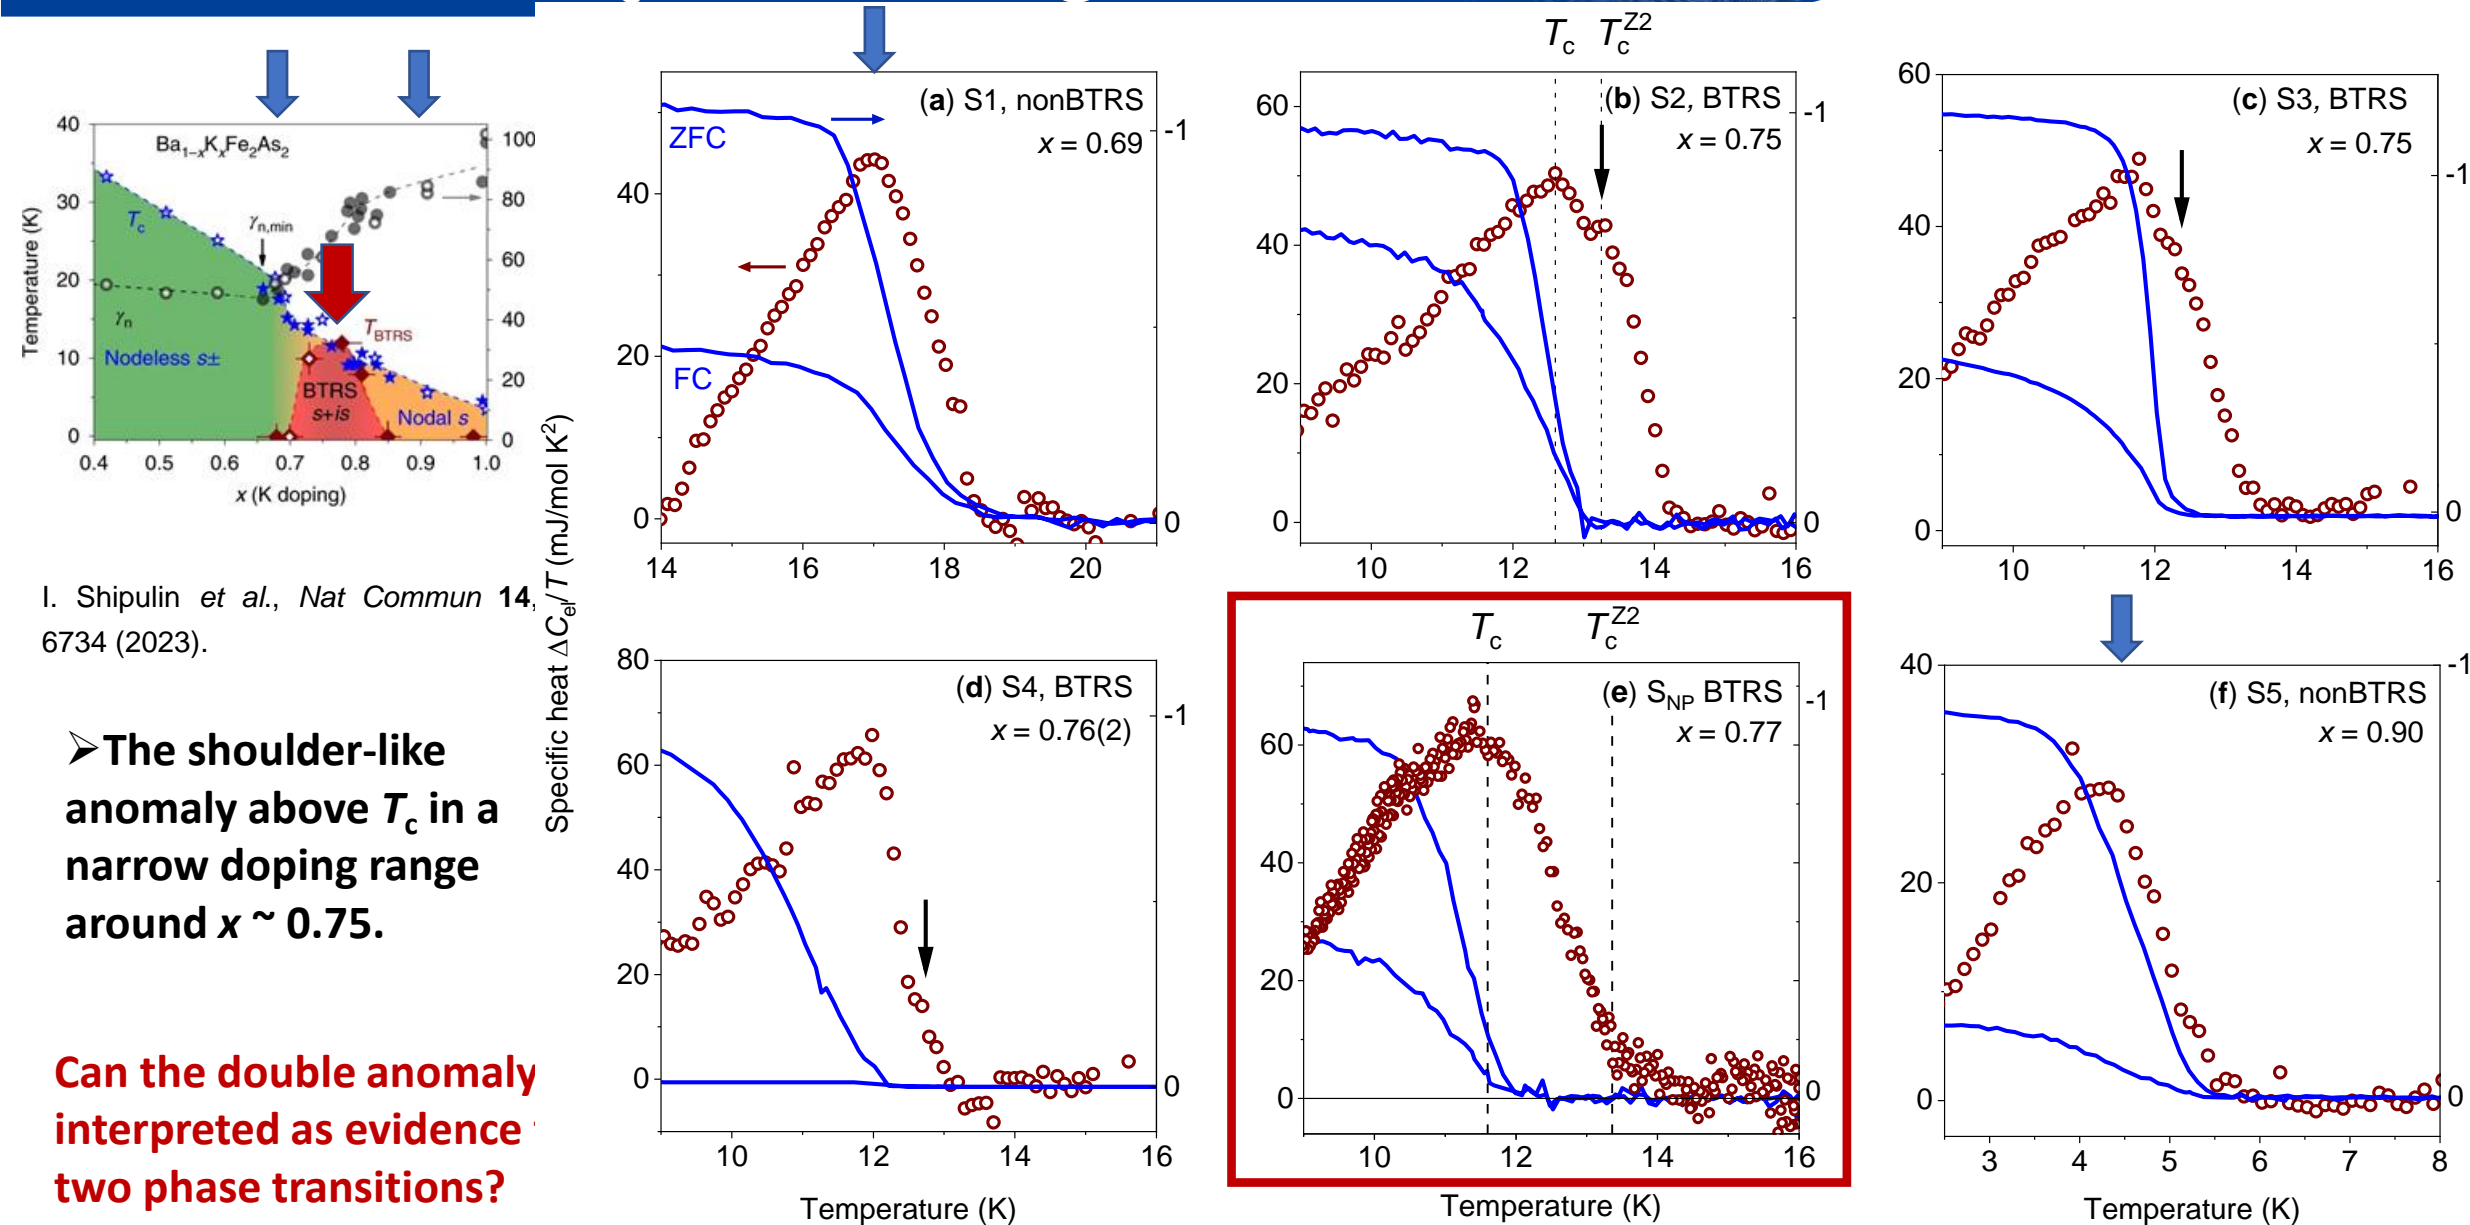 40
30
20
10
0
Temperature (K)
Ba1−xKxFe2As2
Tc
γn,min
γn
Nodeless s±
TBTRS
BTRS
s+is
Nodal s
100
80
60
40
20
0
0.4 0.5 0.6 0.7 0.8 0.9 1.0
x (K doping)
I. Shipulin et al., Nat Commun 14,
6734 (2023).
➢The shoulder-like
anomaly above Tc in a
narrow doping range
around x ~ 0.75.
Can the double anomaly
interpreted as evidence
two phase transitions?
Specific heat ΔCel/T (mJ/mol K2)
(a) S1, nonBTRS
x = 0.69
ZFC
FC
40
20
0
-1
0
14 16 18 20
Tc TcZ2
(b) S2, BTRS
x = 0.75
60
40
20
0
-1
0
10 12 14 16
(c) S3, BTRS
x = 0.75
60
40
20
0
-1
0
10 12 14 16
(d) S4, BTRS
x = 0.76(2)
80
60
40
20
0
-1
0
10 12 14 16
Temperature (K)
Tc TcZ2
(e) SNP BTRS
x = 0.77
60
40
20
0
-1
0
10 12 14 16
Temperature (K)
(f) S5, nonBTRS
x = 0.90
40
20
0
-1
0
3 4 5 6 7 8
Temperature (K)